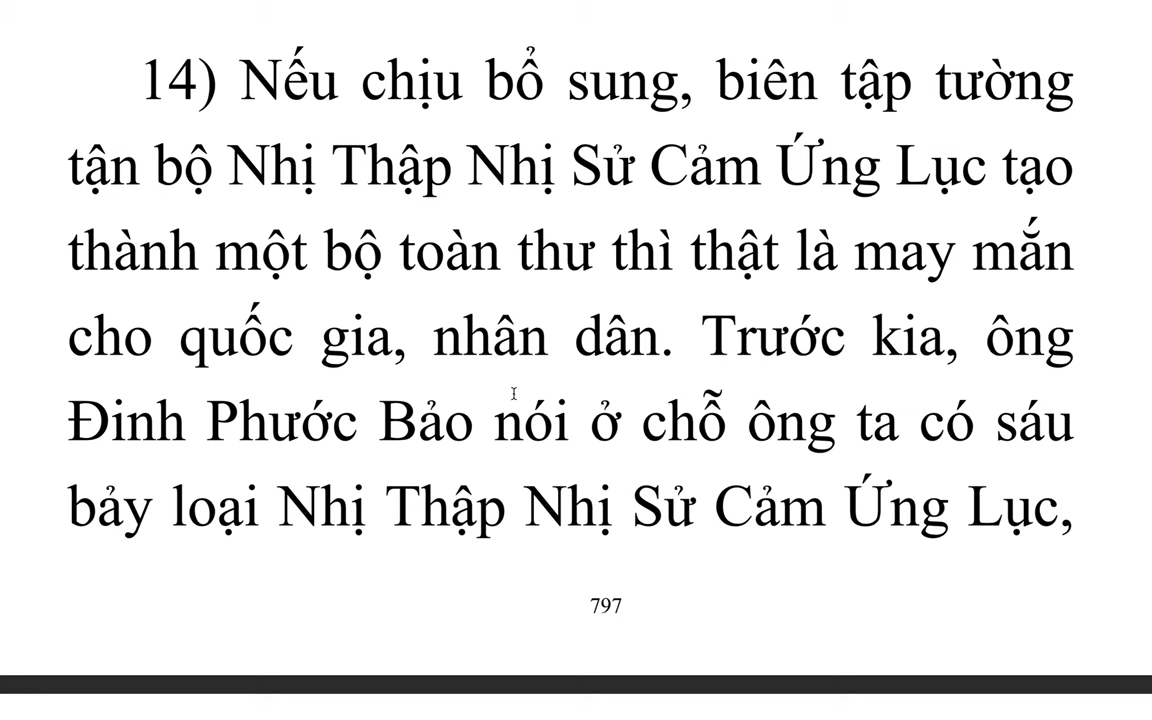 14) Nếu chịu bổ sung, biên tập tường
tận bộ Nhị Thập Nhị Sử Cảm Ứng Lục tạo
thành một bộ toàn thư thì thật là may mắn
cho quốc gia, nhân dân. Trước kia, ông
Đinh Phước Bảo nói ở chỗ ông ta có sáu
bảy loại Nhị Thập Nhị Sử Cảm Ứng Lục,
797